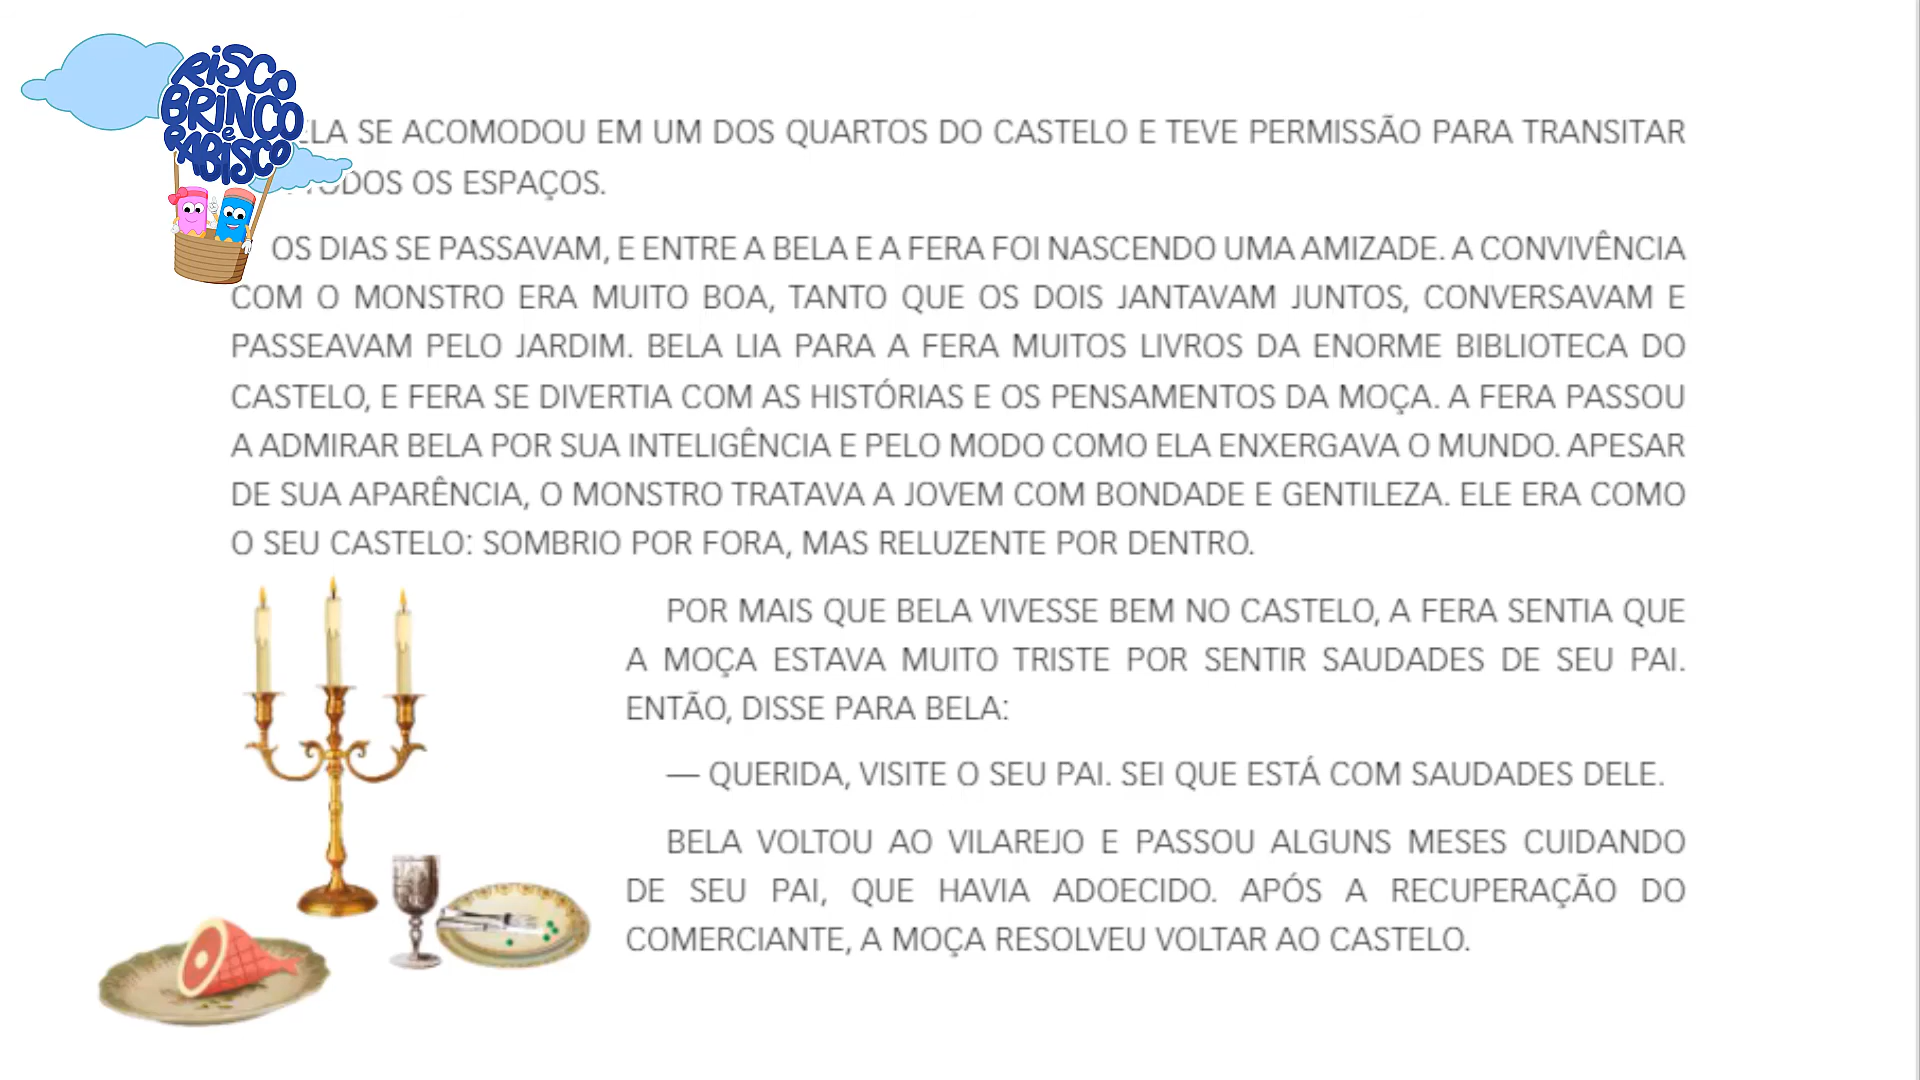 RISCO
BRINCO
e
RABISCO
ELA SE ACOMODOU EM UM DOS QUARTOS DO CASTELO E TEVE PERMISSÃO PARA TRANSITAR
TODOS OS ESPAÇOS.
OS DIAS SE PASSAVAM, E ENTRE A BELA E A FERA FOI NASCENDO UMA AMIZADE. A CONVIVÊNCIA
COM O MONSTRO ERA MUITO BOA, TANTO QUE OS DOIS JANTAVAM JUNTOS, CONVERSAVAM E
PASSEAVAM PELO JARDIM. BELA LIA PARA A FERA MUITOS LIVROS DA ENORME BIBLIOTECA DO
CASTELO, E FERA SE DIVERTIA COM AS HISTÓRIAS E OS PENSAMENTOS DA MOÇA. A FERA PASSOU
A ADMIRAR BELA POR SUA INTELIGÊNCIA E PELO MODO COMO ELA ENXERGAVA O MUNDO. APESAR
DE SUA APARÊNCIA, O MONSTRO TRATAVA A JOVEM COM BONDADE E GENTILEZA. ELE ERA COMO
O SEU CASTELO: SOMBRIO POR FORA, MAS RELUZENTE POR DENTRO.
POR MAIS QUE BELA VIVESSE BEM NO CASTELO, A FERA SENTIA QUE
A MOÇA ESTAVA MUITO TRISTE POR SENTIR SAUDADES DE SEU PAI.
ENTÃO, DISSE PARA BELA:
— QUERIDA, VISITE O SEU PAI. SEI QUE ESTÁ COM SAUDADES DELE.
BELA VOLTOU AO VILAREJO E PASSOU ALGUNS MESES CUIDANDO
DE SEU PAI, QUE HAVIA ADOECIDO. APÓS A RECUPERAÇÃO DO
COMERCIANTE, A MOÇA RESOLVEU VOLTAR AO CASTELO.